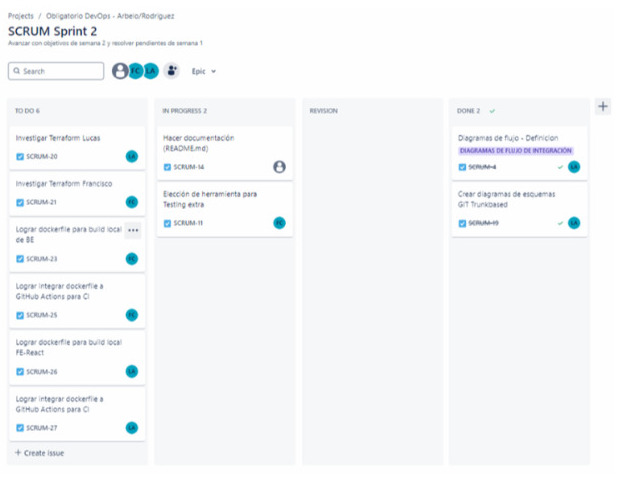 Projects / Obligatorio DevOps - Arbelo/Rodriguez
SCRUM Sprint 2
Avanzar con objetivos de semana 2 y resolver pendientes de semana 1
Search
FC LA
Epic
TO DO 6
Investigar Terraform Lucas
SCRUM-20
LA
Investigar Terraform Francisco
SCRUM-21
FC
Lograr dockerfile para build local
de BE
SCRUM-23
FC
Lograr integrar dockerfile a
GitHub Actions para CI
SCRUM-25
FC
Lograr dockerfile para build local
FE-React
SCRUM-26
LA
Lograr integrar dockerfile a
GitHub Actions para CI
SCRUM-27
LA
+ Create issue
IN PROGRESS 2
Hacer documentación
(README.md)
SCRUM-14
Elección de herramienta para
Testing extra
SCRUM-11
FC
REVISION
DONE 2
Diagramas de flujo - Definicion
DIAGRAMAS DE FLUJO DE INTEGRACIÓN
SCRUM-4
LA
Crear diagramas de esquemas
GIT Trunkbased
SCRUM-19
LA